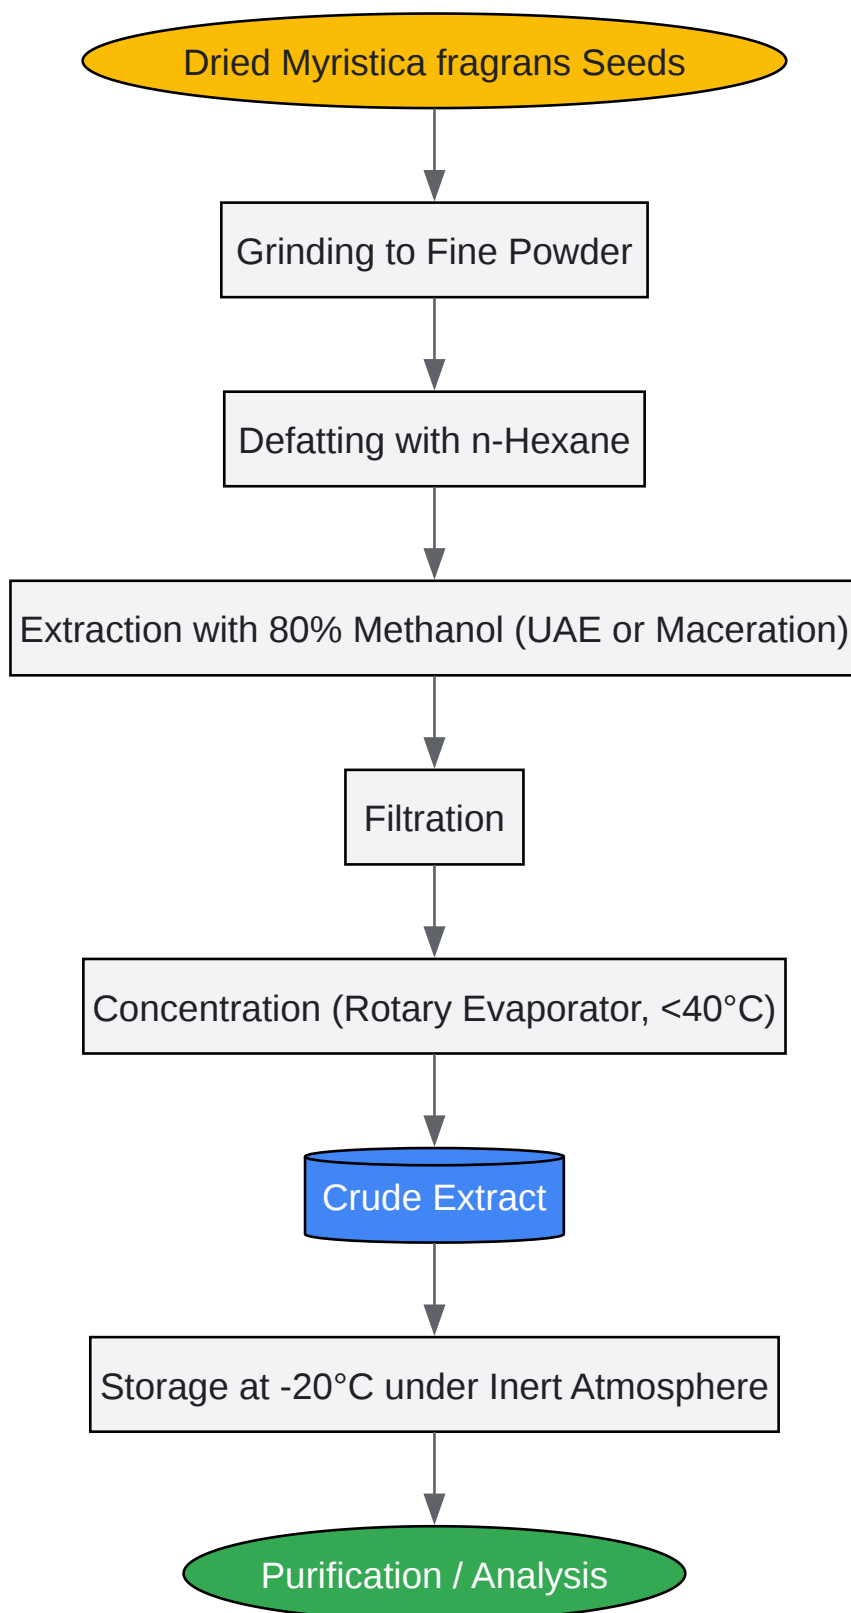 Dried Myristica fragrans Seeds
Grinding to Fine Powder
Defatting with n-Hexane
Extraction with 80% Methanol (UAE or Maceration)
Filtration
Concentration (Rotary Evaporator, <40°C)
Crude Extract
Storage at -20°C under Inert Atmosphere
Purification / Analysis